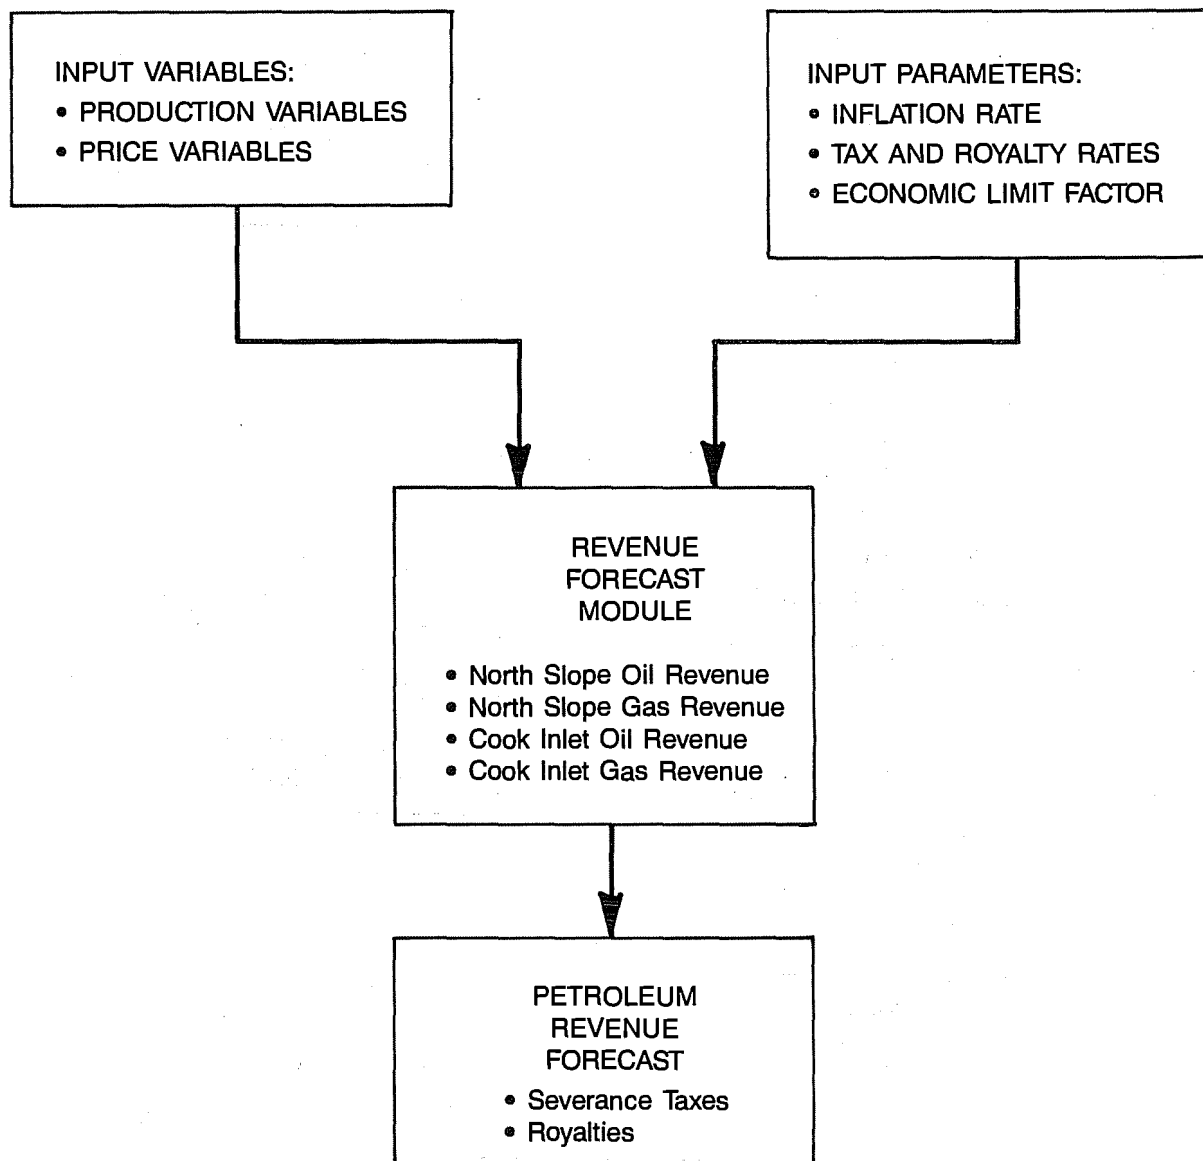 INPUT VARIABLES:
• PRODUCTION VARIABLES
• PRICE VARIABLES
INPUT PARAMETERS:
• INFLATION RATE
• TAX AND ROYALTY RATES
• ECONOMIC LIMIT FACTOR
REVENUE
FORECAST
MODULE
• North Slope Oil Revenue
• North Slope Gas Revenue
• Cook Inlet Oil Revenue
• Cook Inlet Gas Revenue
PETROLEUM
REVENUE
FORECAST
• Severance Taxes
• Royalties